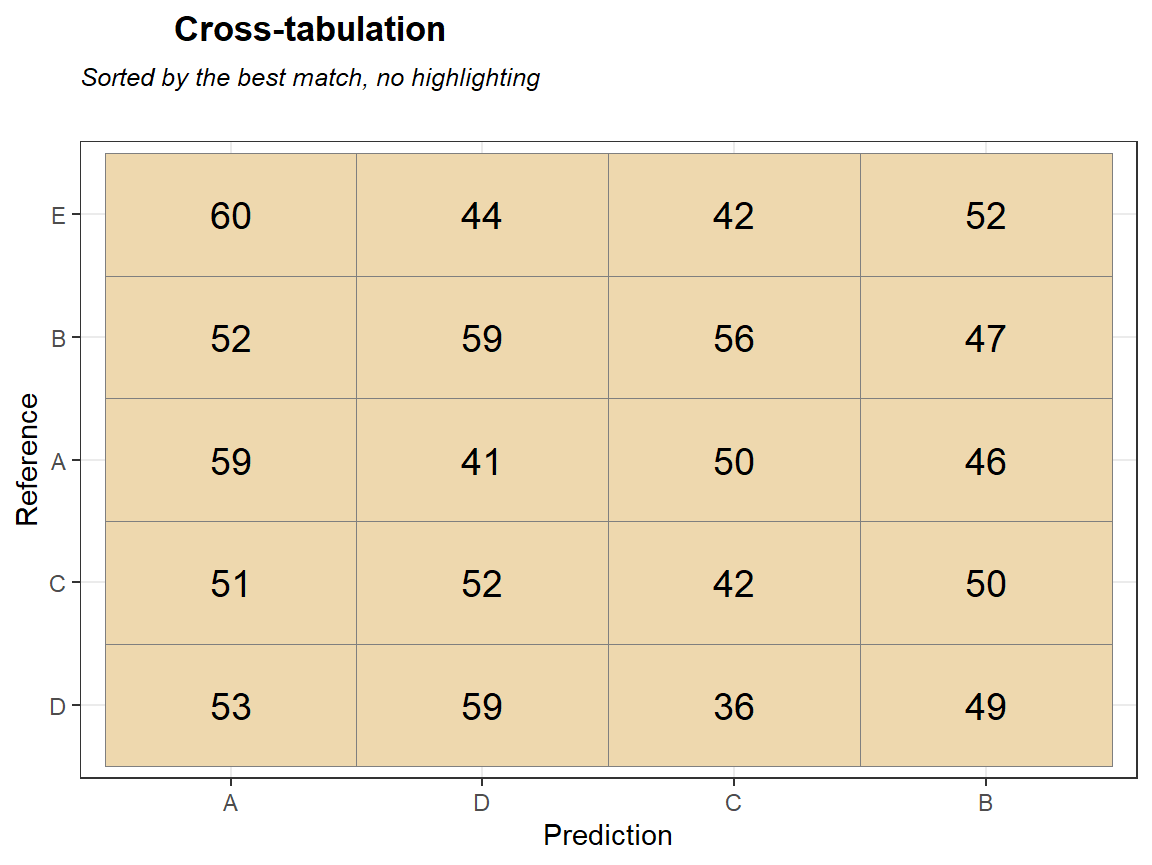 Cross-tabulation
Sorted by the best match, no highlighting
E 60 44 42 52
B 52 59 56 47
A 59 41 50 46
C 51 52 42 50
D 53 59 36 49
Reference
A D C B
Prediction